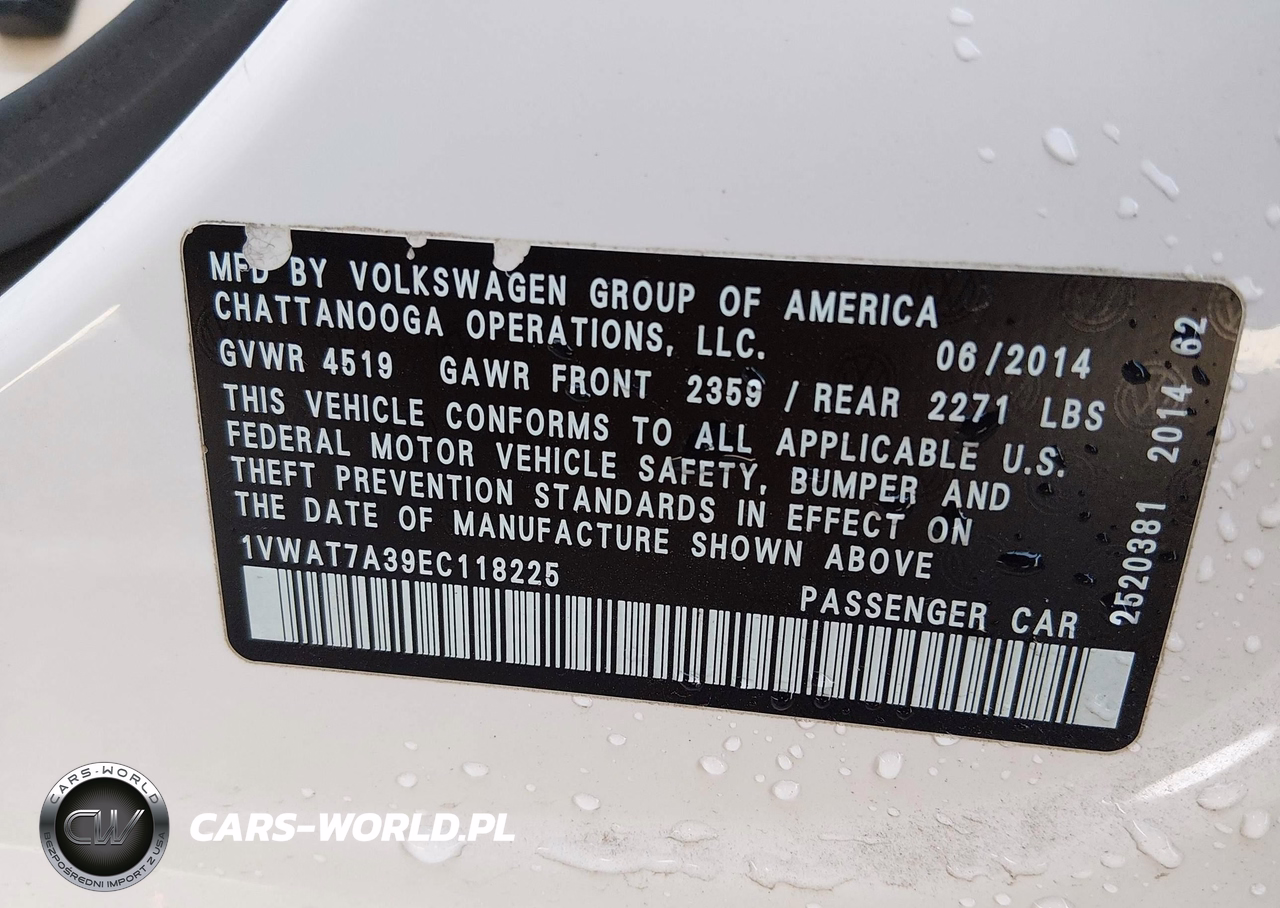 MFD BY VOLKSWAGEN GROUP OF AMERICA
CHATTANOOGA OPERATIONS, LLC.
06/2014
GVWR 4519 GAWR FRONT 2359 / REAR 2271 LBS
THIS VEHICLE CONFORMS TO ALL APPLICABLE U.S.
FEDERAL MOTOR VEHICLE SAFETY, BUMPER AND
THEFT PREVENTION STANDARDS IN EFFECT ON
THE DATE OF MANUFACTURE SHOWN ABOVE
1VWAT7A39EC118225
PASSENGER CAR
2520381 2014 62
CARS-WORLD
CW
BEZPOŚREDNI IMPORT Z USA
CARS-WORLD.PL